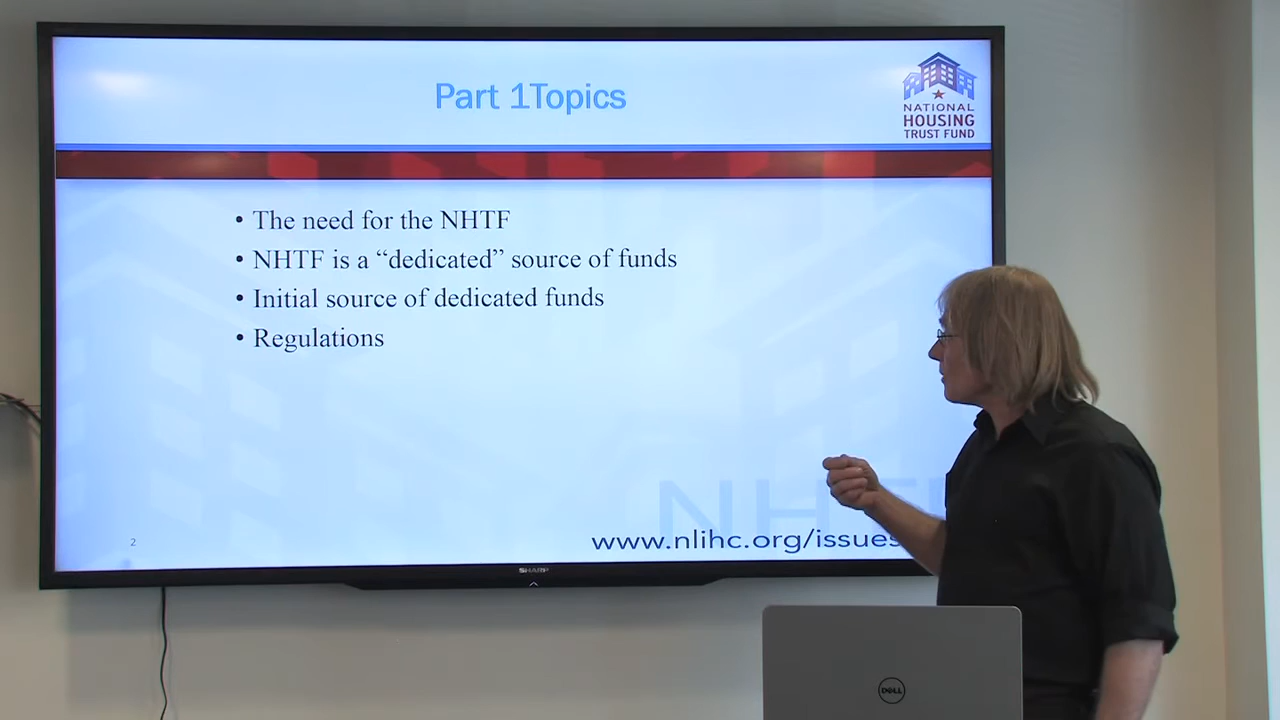 Part 1Topics
NATIONAL
HOUSING
TRUST FUND
• The need for the NHTF
• NHTF is a “dedicated” source of funds
• Initial source of dedicated funds
• Regulations
NHT
2
www.nlihc.org/issues
SHARP
DELL